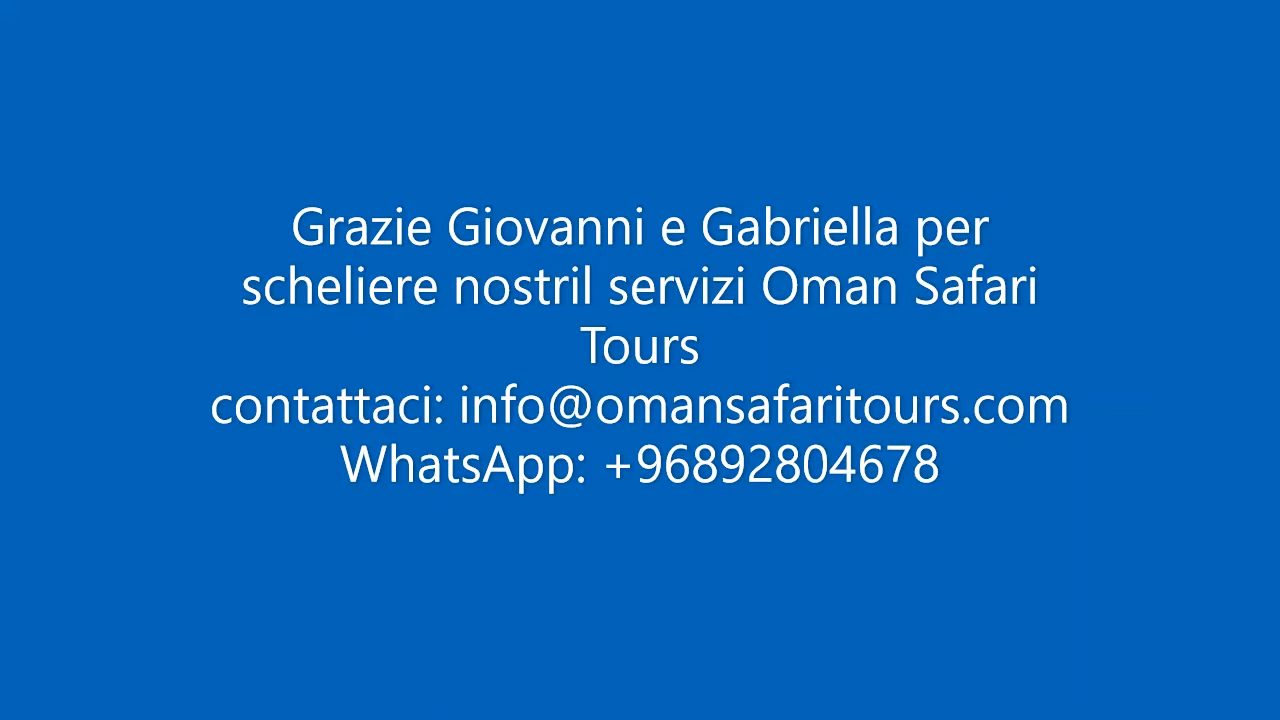 Grazie Giovanni e Gabriella per
scheliere nostril servizi Oman Safari
Tours
contattaci: info@omansafaritours.com
WhatsApp: +96892804678